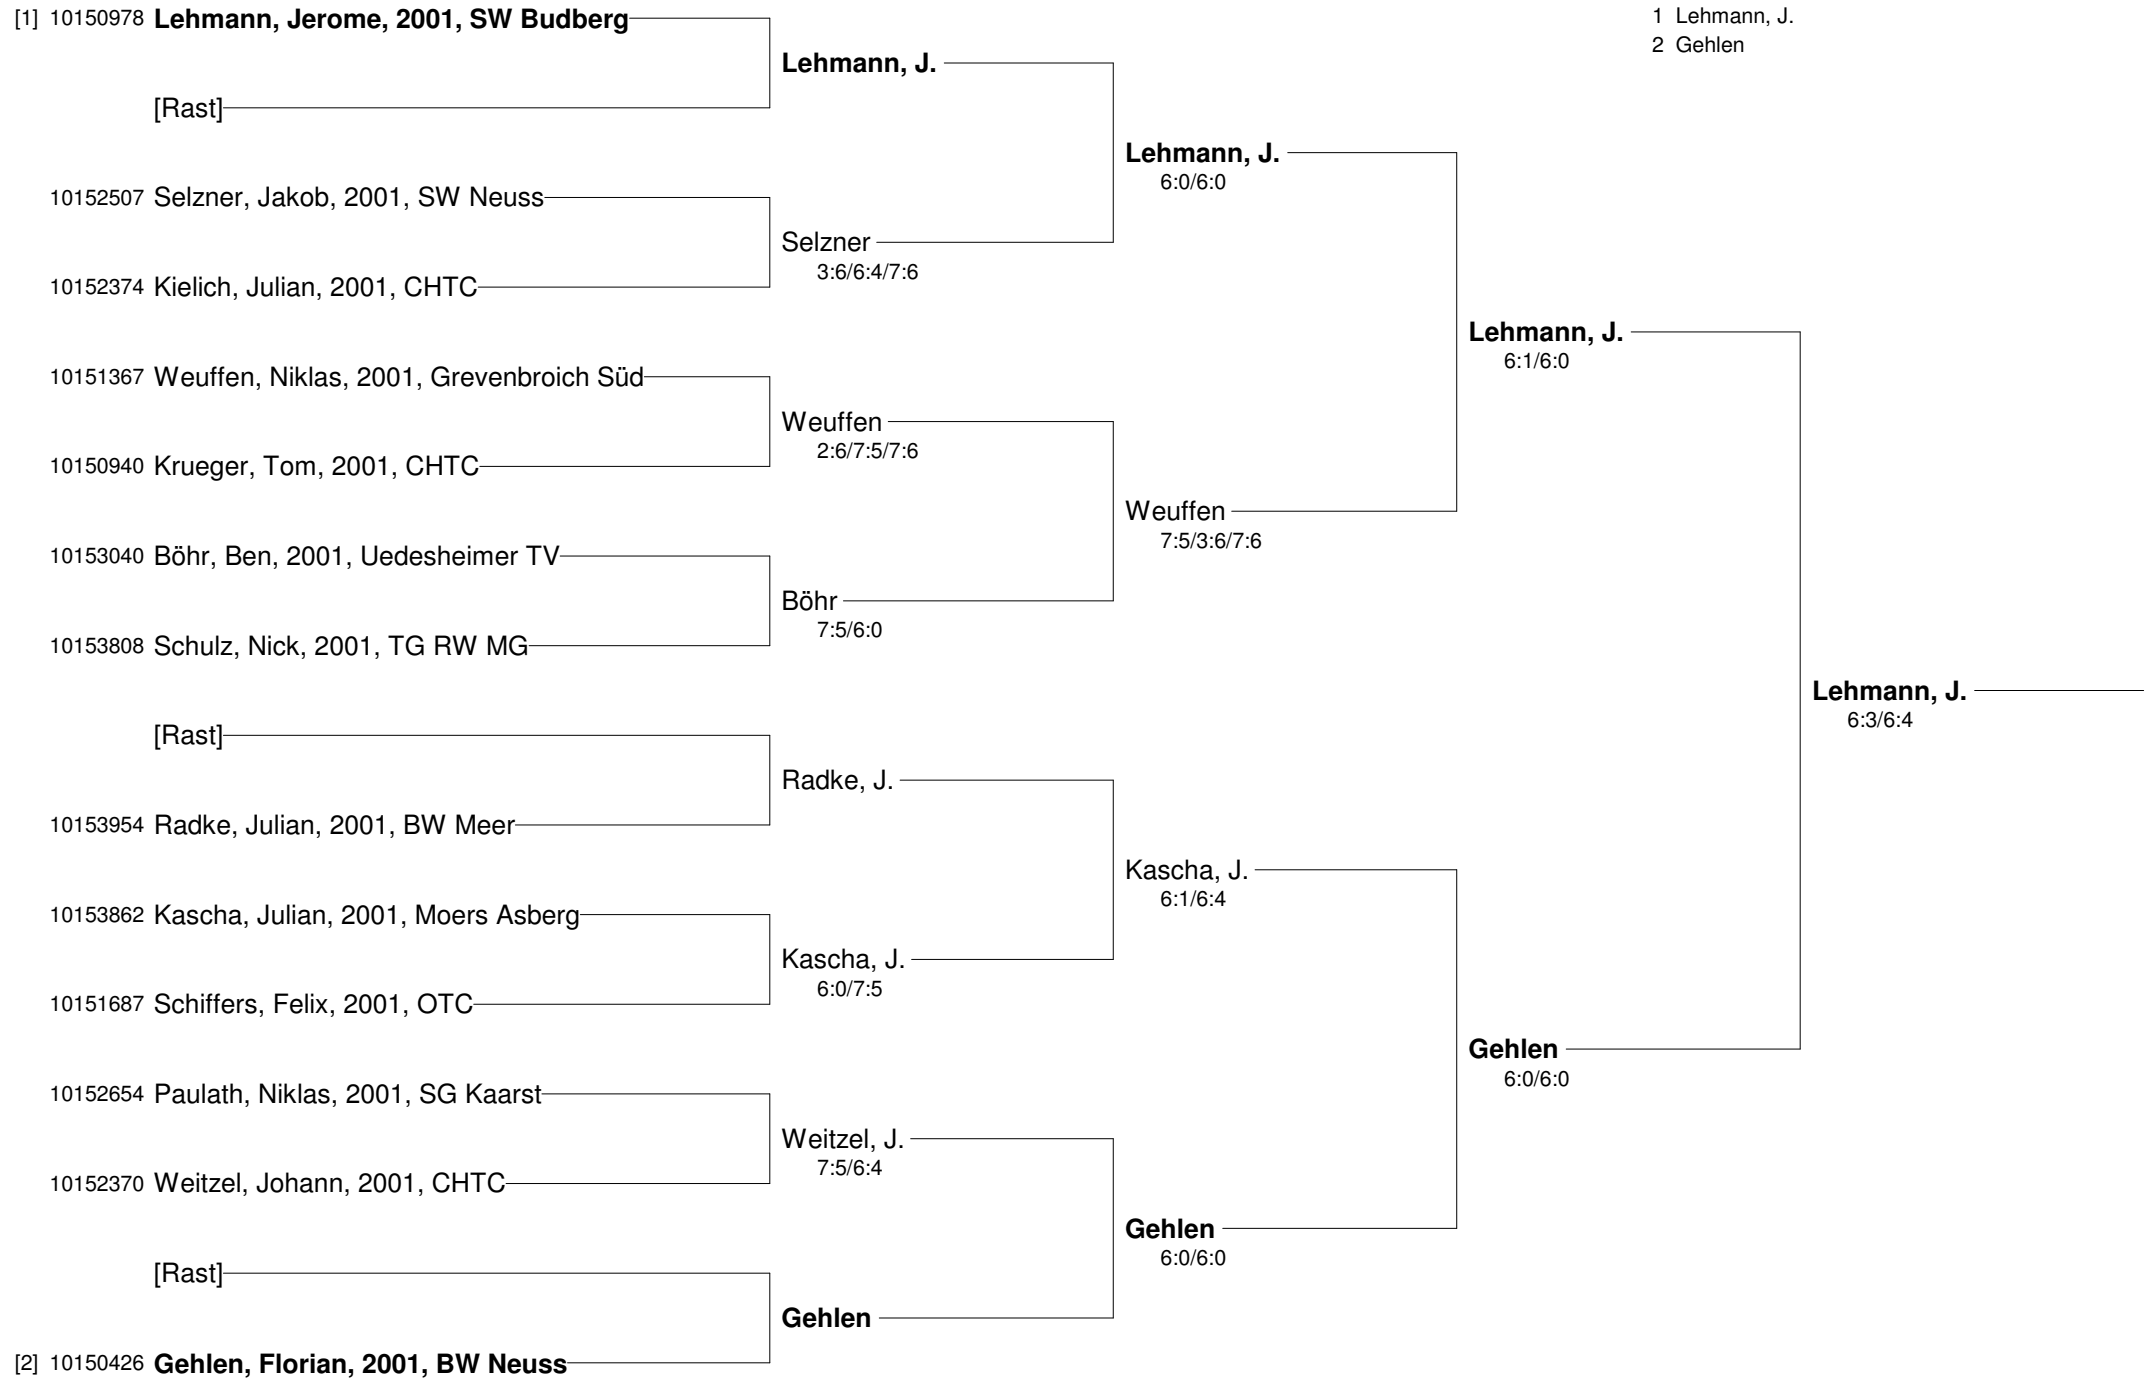 [1] 10150978 Lehmann, Jerome, 2001, SW Budberg
1 Lehmann, J.
2 Gehlen
Lehmann, J.
[Rast]
Lehmann, J.
6:0/6:0
10152507 Selzner, Jakob, 2001, SW Neuss
Selzner
3:6/6:4/7:6
10152374 Kielich, Julian, 2001, CHTC
Lehmann, J.
6:1/6:0
10151367 Weuffen, Niklas, 2001, Grevenbroich Süd
Weuffen
2:6/7:5/7:6
10150940 Krueger, Tom, 2001, CHTC
Weuffen
7:5/3:6/7:6
10153040 Böhr, Ben, 2001, Uedesheimer TV
Böhr
7:5/6:0
10153808 Schulz, Nick, 2001, TG RW MG
Lehmann, J.
6:3/6:4
[Rast]
Radke, J.
10153954 Radke, Julian, 2001, BW Meer
Kascha, J.
6:1/6:4
10153862 Kascha, Julian, 2001, Moers Asberg
Kascha, J.
6:0/7:5
10151687 Schiffers, Felix, 2001, OTC
Gehlen
6:0/6:0
10152654 Paulath, Niklas, 2001, SG Kaarst
Weitzel, J.
7:5/6:4
10152370 Weitzel, Johann, 2001, CHTC
Gehlen
6:0/6:0
[Rast]
Gehlen
[2] 10150426 Gehlen, Florian, 2001, BW Neuss